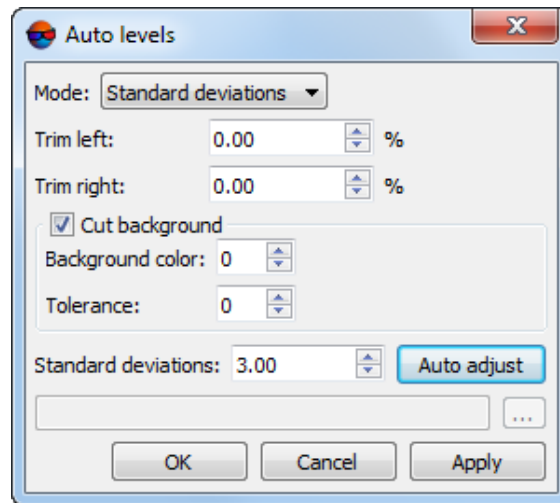 Auto levels
Mode: Standard deviations
Trim left: 0.00 %
Trim right: 0.00 %
Cut background
Background color: 0
Tolerance: 0
Standard deviations: 3.00 Auto adjust
...
OK Cancel Apply